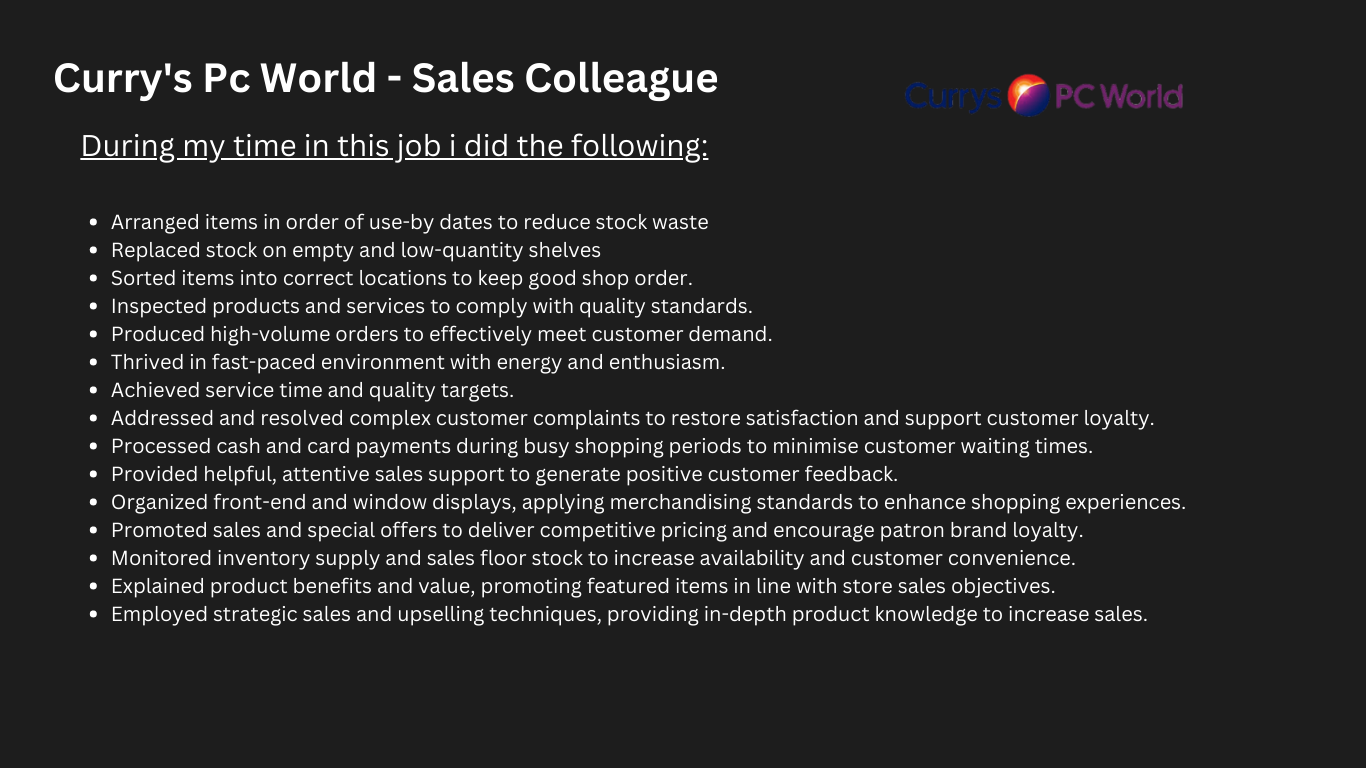 Curry's Pc World - Sales Colleague
Currys PC World
During my time in this job i did the following:
Arranged items in order of use-by dates to reduce stock waste
Replaced stock on empty and low-quantity shelves
Sorted items into correct locations to keep good shop order.
Inspected products and services to comply with quality standards.
Produced high-volume orders to effectively meet customer demand.
Thrived in fast-paced environment with energy and enthusiasm.
Achieved service time and quality targets.
Addressed and resolved complex customer complaints to restore satisfaction and support customer loyalty.
Processed cash and card payments during busy shopping periods to minimise customer waiting times.
Provided helpful, attentive sales support to generate positive customer feedback.
Organized front-end and window displays, applying merchandising standards to enhance shopping experiences.
Promoted sales and special offers to deliver competitive pricing and encourage patron brand loyalty.
Monitored inventory supply and sales floor stock to increase availability and customer convenience.
Explained product benefits and value, promoting featured items in line with store sales objectives.
Employed strategic sales and upselling techniques, providing in-depth product knowledge to increase sales.